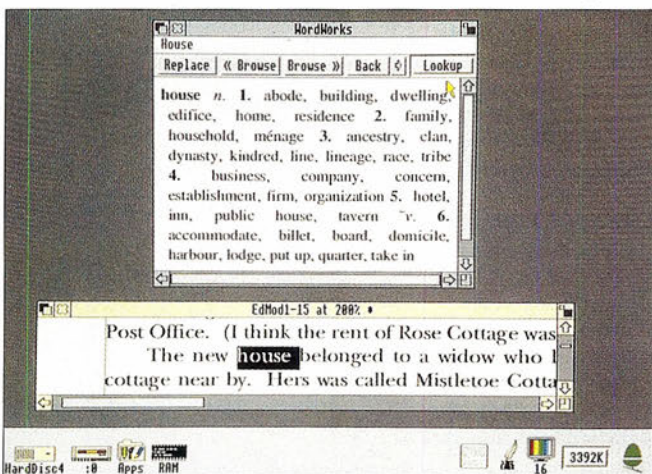 WordWorks
House
Replace « Browse Browse » Back Lookup
house n. 1. abode, building, dwelling,
edifice, home, residence 2. family,
household, ménage 3. ancestry, clan,
dynasty, kindred, line, lineage, race, tribe
4. business, company, concern,
establishment, firm, organization 5. hotel,
inn, public house, tavern ~v. 6.
accommodate, billet, board, domicile,
harbour, lodge, put up, quarter, take in
EdMod1-15 at 200% •
Post Office. (I think the rent of Rose Cottage was
The new house belonged to a widow who l
cottage near by. Hers was called Mistletoe Cotta
HardDisc4 :0 Apps RAM 16 3392K